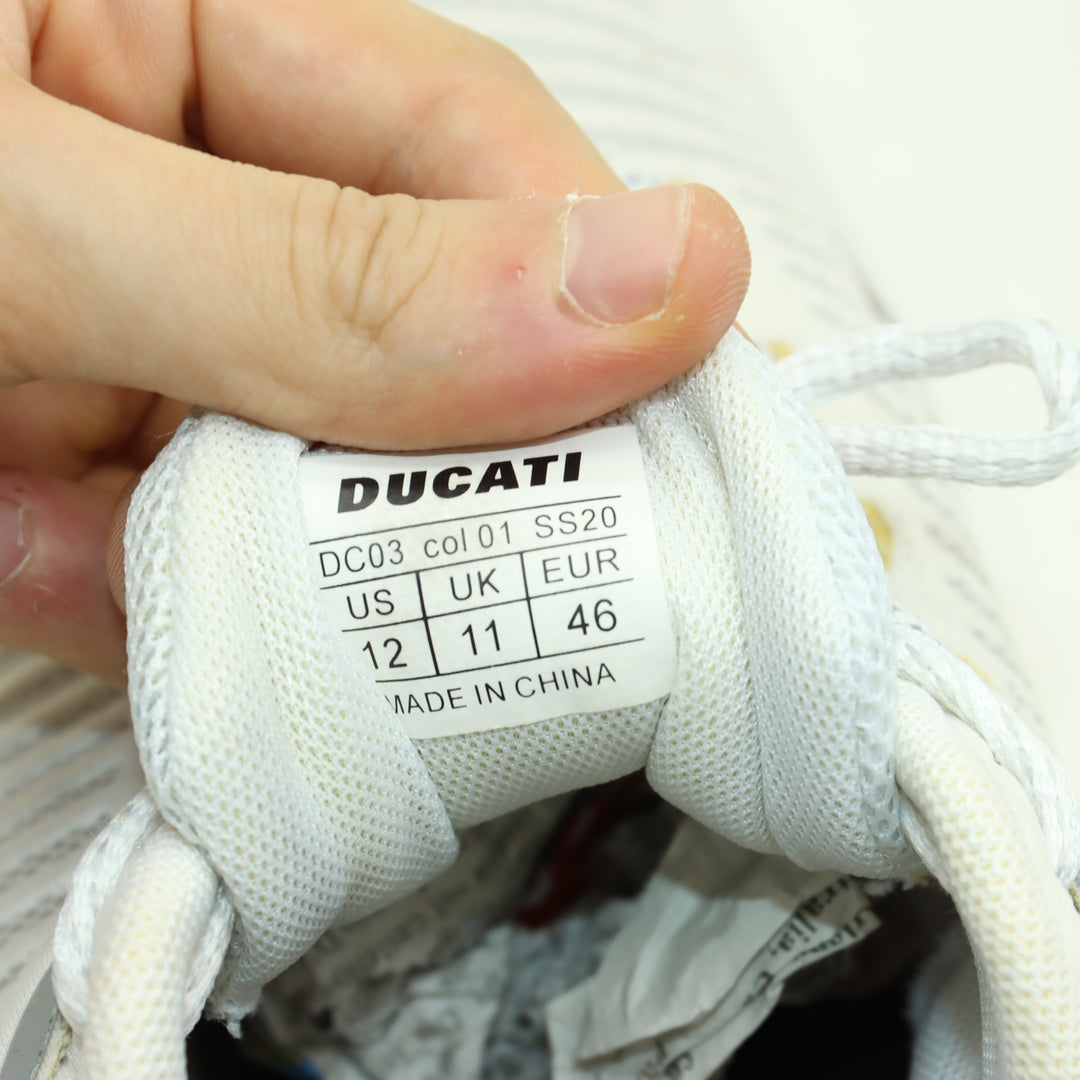 DUCATI
DC03 col 01 SS20
US UK EUR
12 11 46
MADE IN CHINA